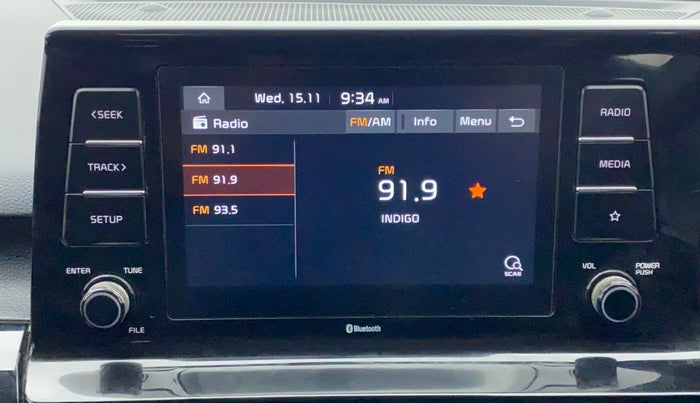 Wed, 15.11 9:34 AM
Radio FM/AM Info Menu
FM 91.1
FM 91.9
FM 93.5
FM
91.9
INDIGO
SCAN
<SEEK
TRACK>
SETUP
ENTER TUNE
FILE
RADIO
MEDIA
VOL POWER
PUSH
Bluetooth